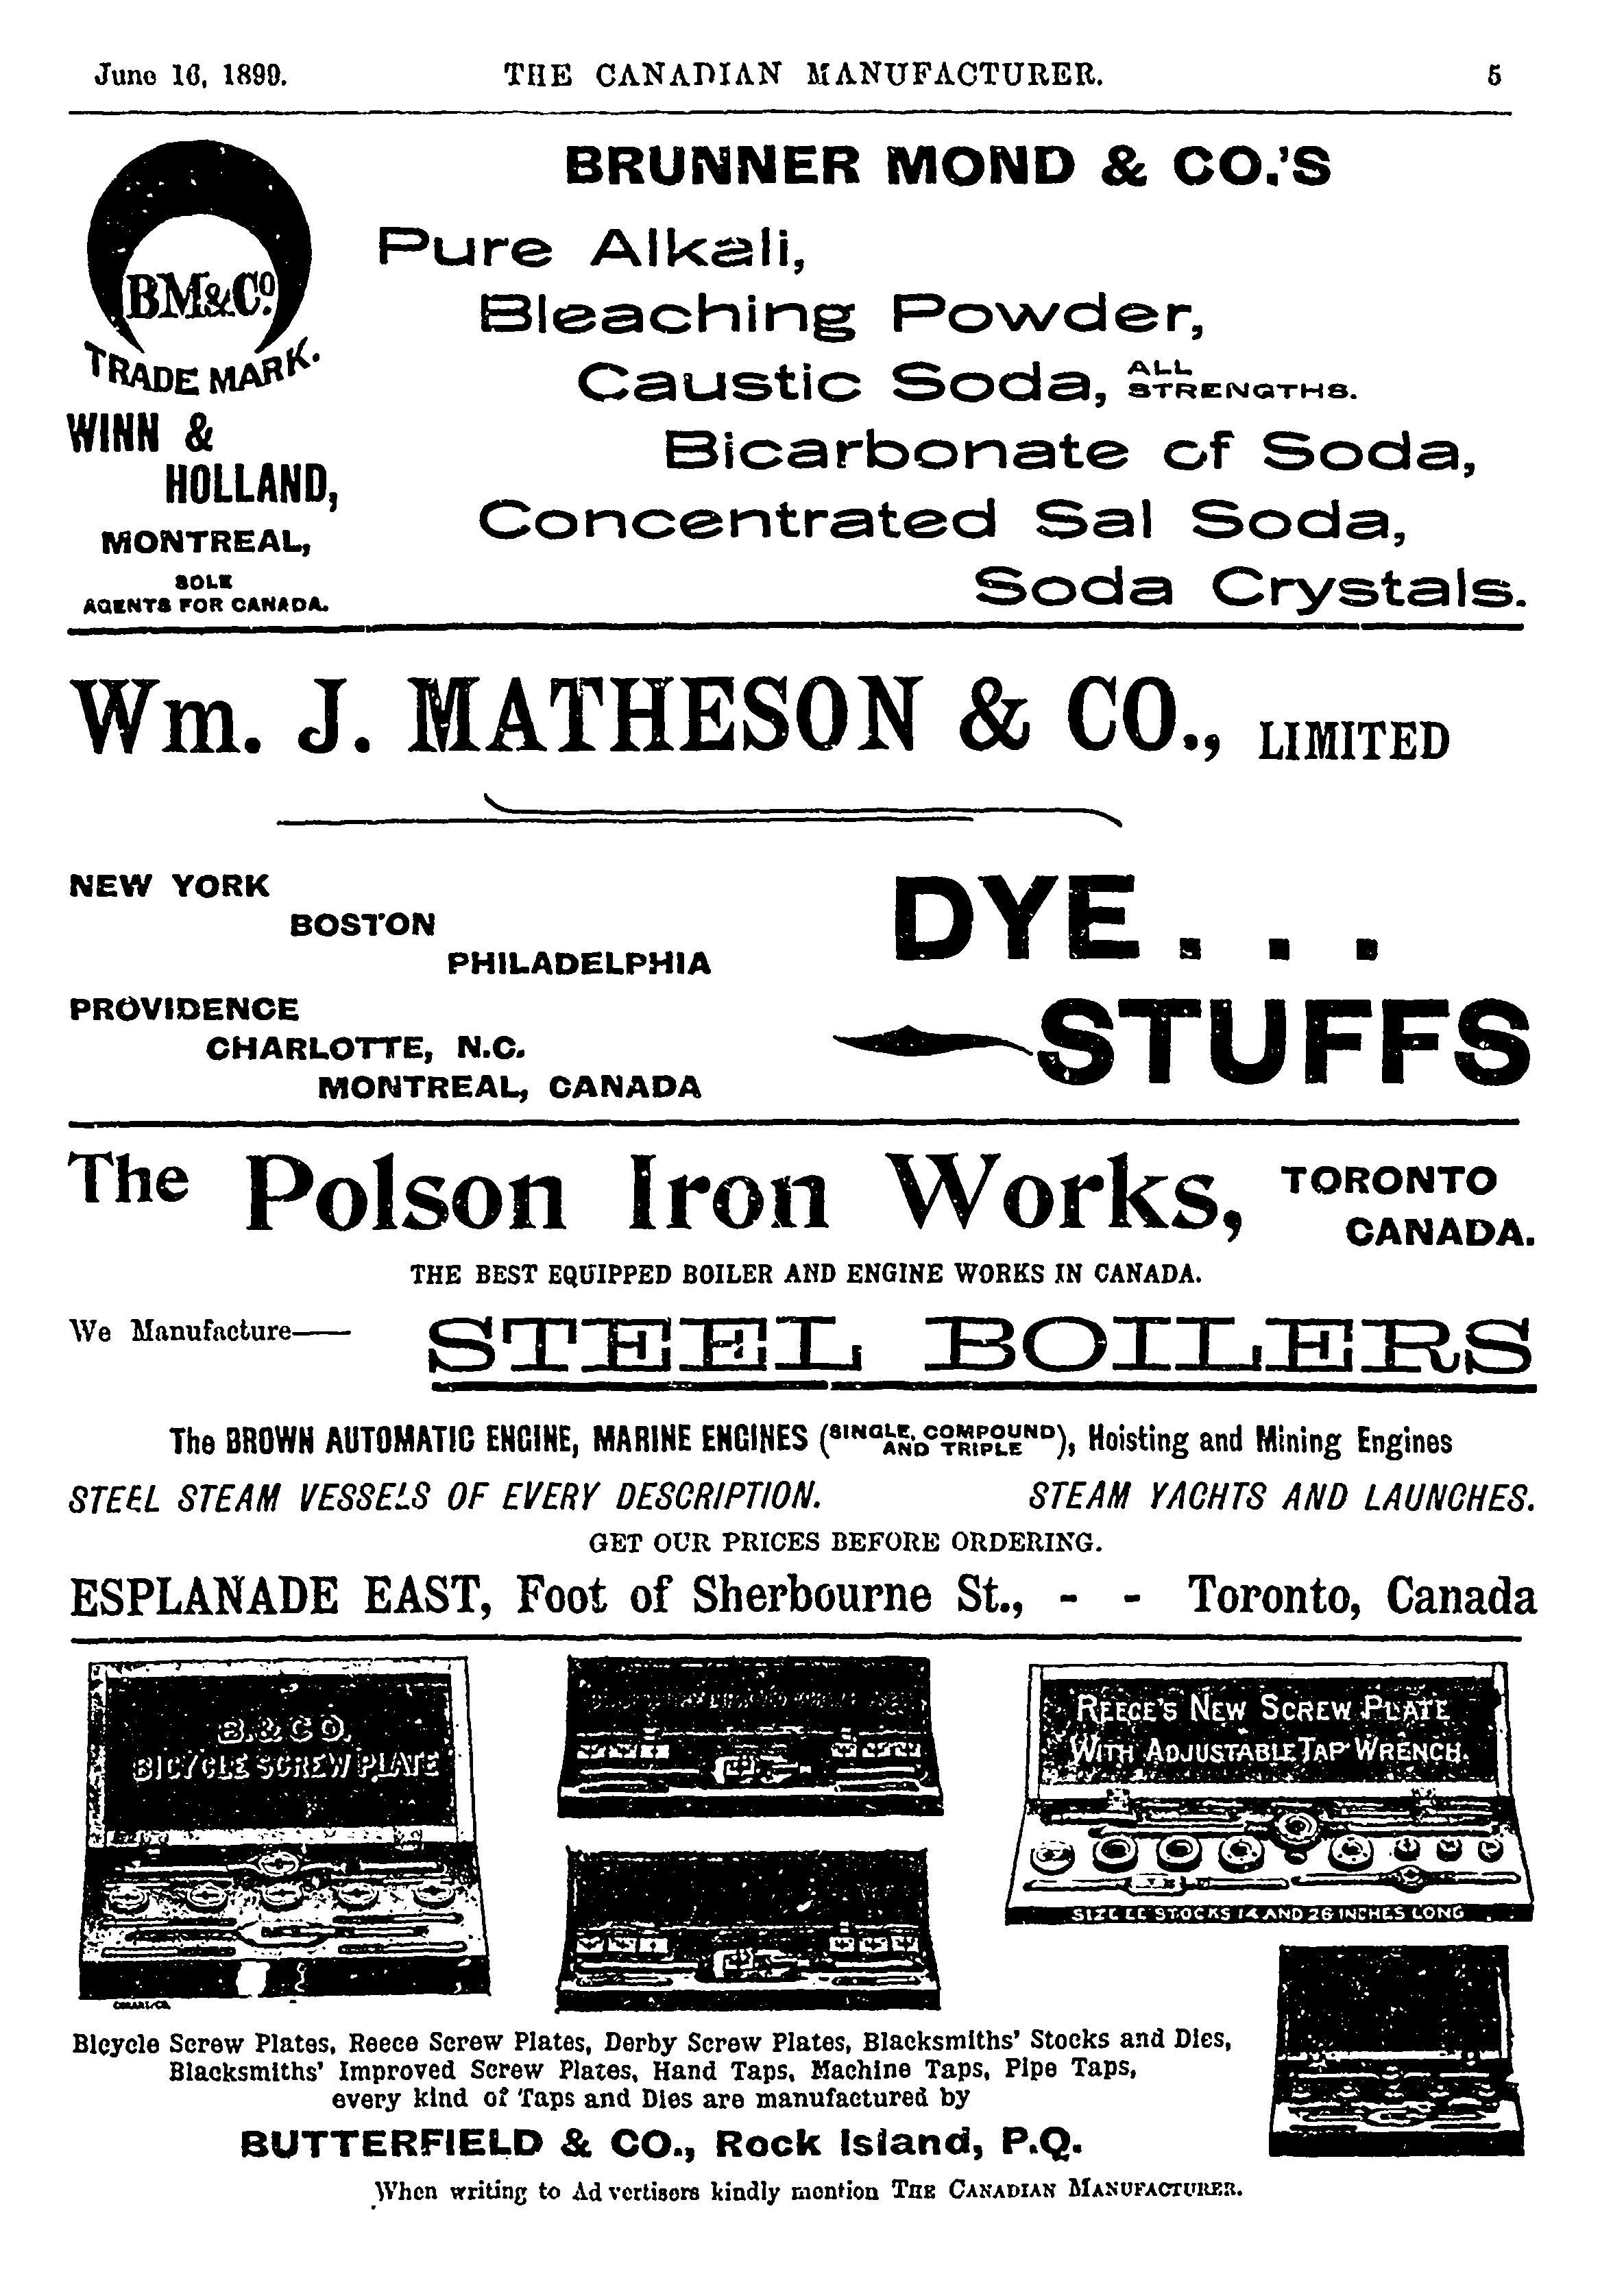 June 16, 1899. THE CANADIAN MANUFACTURER. 5
BM&Co.
TRADE MARK.
WINN &
HOLLAND,
MONTREAL,
SOLE
AGENTS FOR CANADA.
BRUNNER MOND & CO.'S
Pure Alkali,
Bleaching Powder,
Caustic Soda, ALL STRENGTHS.
Bicarbonate of Soda,
Concentrated Sal Soda,
Soda Crystals.
Wm. J. MATHESON & CO., LIMITED
NEW YORK
BOSTON
PHILADELPHIA
PROVIDENCE
CHARLOTTE, N.C.
MONTREAL, CANADA
DYE...
STUFFS
The Polson Iron Works, TORONTO
CANADA.
THE BEST EQUIPPED BOILER AND ENGINE WORKS IN CANADA.
We Manufacture— STEEL BOILERS
The BROWN AUTOMATIC ENGINE, MARINE ENGINES (SINGLE, COMPOUND AND TRIPLE), Hoisting and Mining Engines
STEEL STEAM VESSELS OF EVERY DESCRIPTION. STEAM YACHTS AND LAUNCHES.
GET OUR PRICES BEFORE ORDERING.
ESPLANADE EAST, Foot of Sherbourne St., - - Toronto, Canada
B.& CO.
BICYCLE SCREW PLATE
REECE'S NEW SCREW PLATE
WITH ADJUSTABLE TAP WRENCH.
SIZE EE STOCKS 14 AND 26 INCHES LONG
Bicycle Screw Plates, Reece Screw Plates, Derby Screw Plates, Blacksmiths' Stocks and Dies,
Blacksmiths' Improved Screw Plates, Hand Taps, Machine Taps, Pipe Taps,
every kind of Taps and Dies are manufactured by
BUTTERFIELD & CO., Rock Island, P.Q.
When writing to Advertisers kindly mention THE CANADIAN MANUFACTURER.